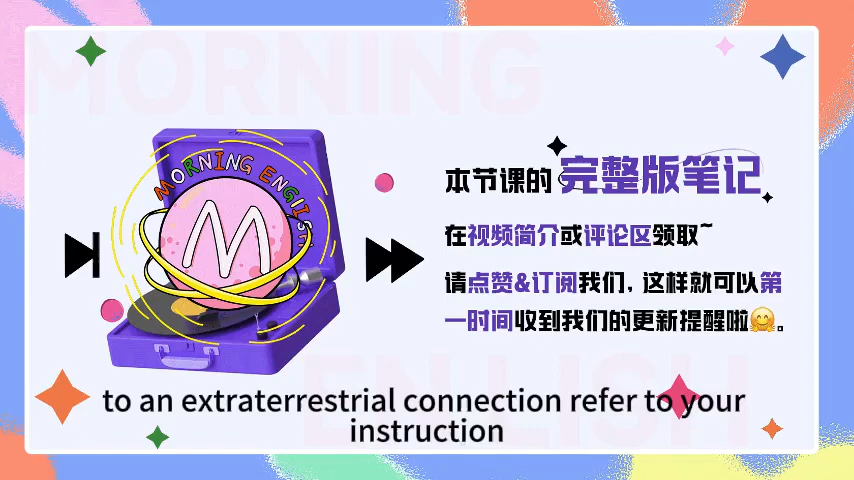 MORNING
MORNING ENGLISH
M
本节课的 完整版笔记
在视频简介或评论区领取~
请点赞&订阅我们，这样就可以第
一时间收到我们的更新提醒啦🤗。
ENGLISH
to an extraterrestrial connection refer to your
instruction